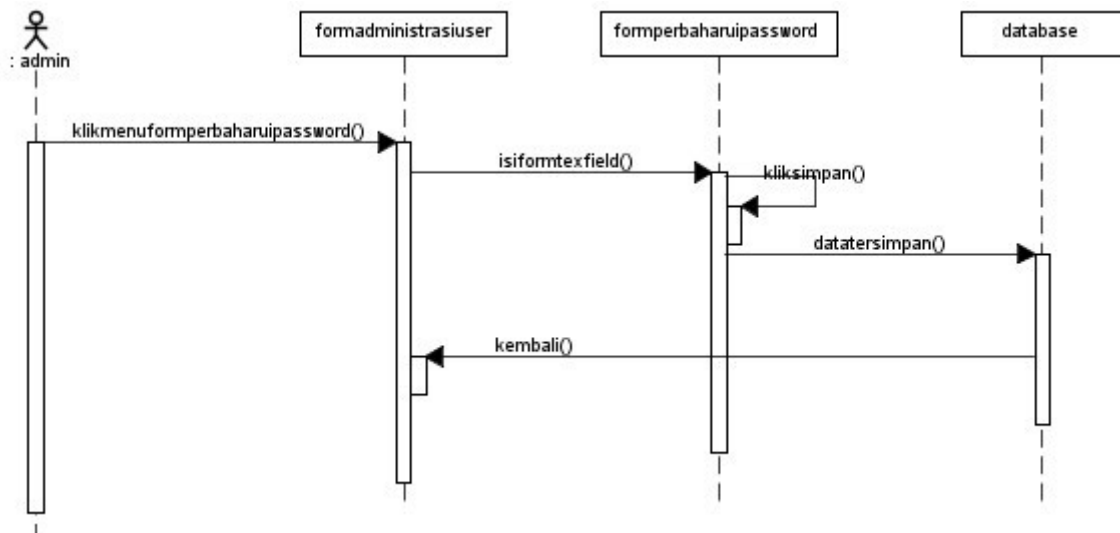 formadministrasiuser
formperbaharuipassword
database
: admin
klikmenuformperbaharuipassword()
isiformtexfield()
kliksimpan()
datatersimpan()
kembali()